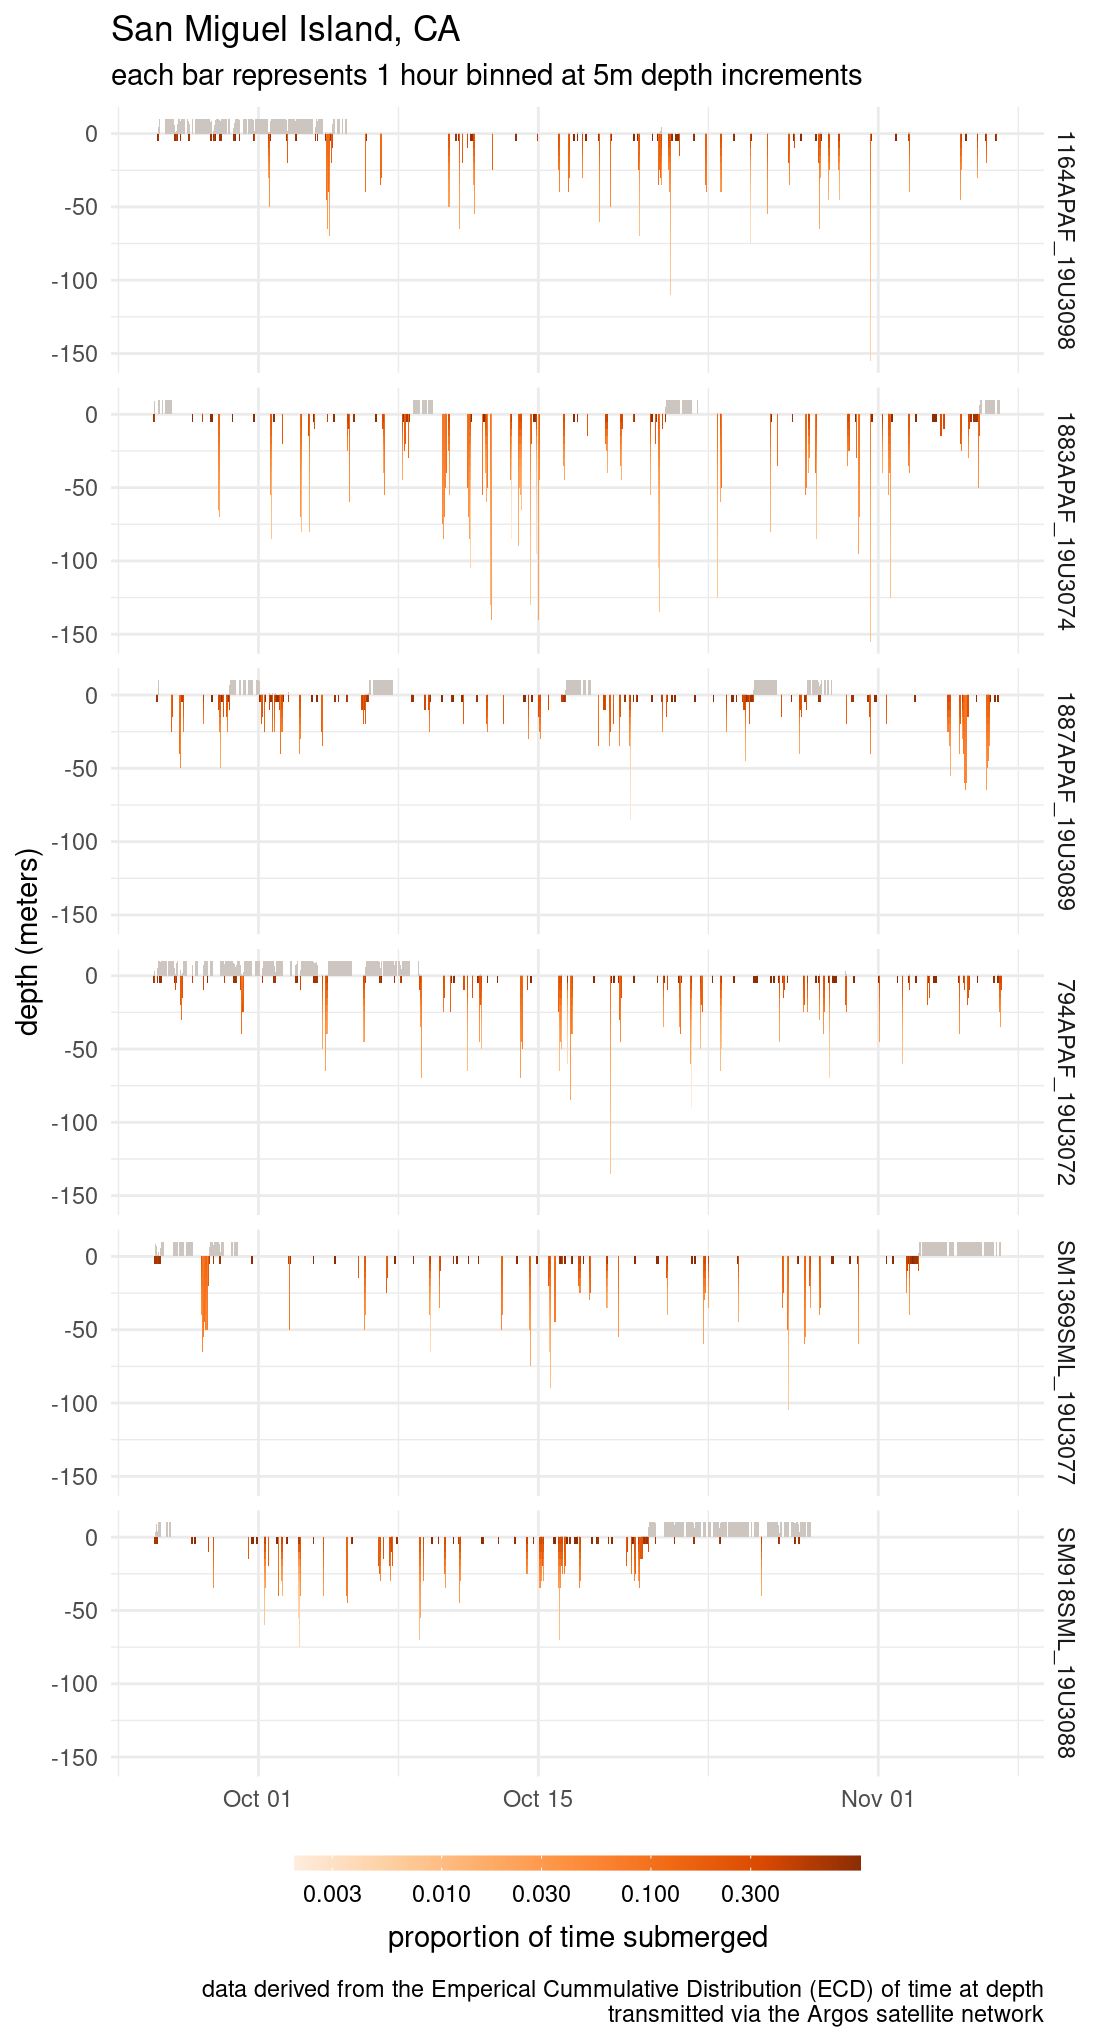 San Miguel Island, CA
each bar represents 1 hour binned at 5m depth increments
0
-50
-100
-150
1164APAF_19U3098
0
-50
-100
-150
1883APAF_19U3074
0
-50
-100
-150
1887APAF_19U3089
depth (meters)
0
-50
-100
-150
794APAF_19U3072
0
-50
-100
-150
SM1369SML_19U3077
0
-50
-100
-150
SM918SML_19U3088
Oct 01 Oct 15 Nov 01
0.003 0.010 0.030 0.100 0.300
proportion of time submerged
data derived from the Emperical Cummulative Distribution (ECD) of time at depth
transmitted via the Argos satellite network